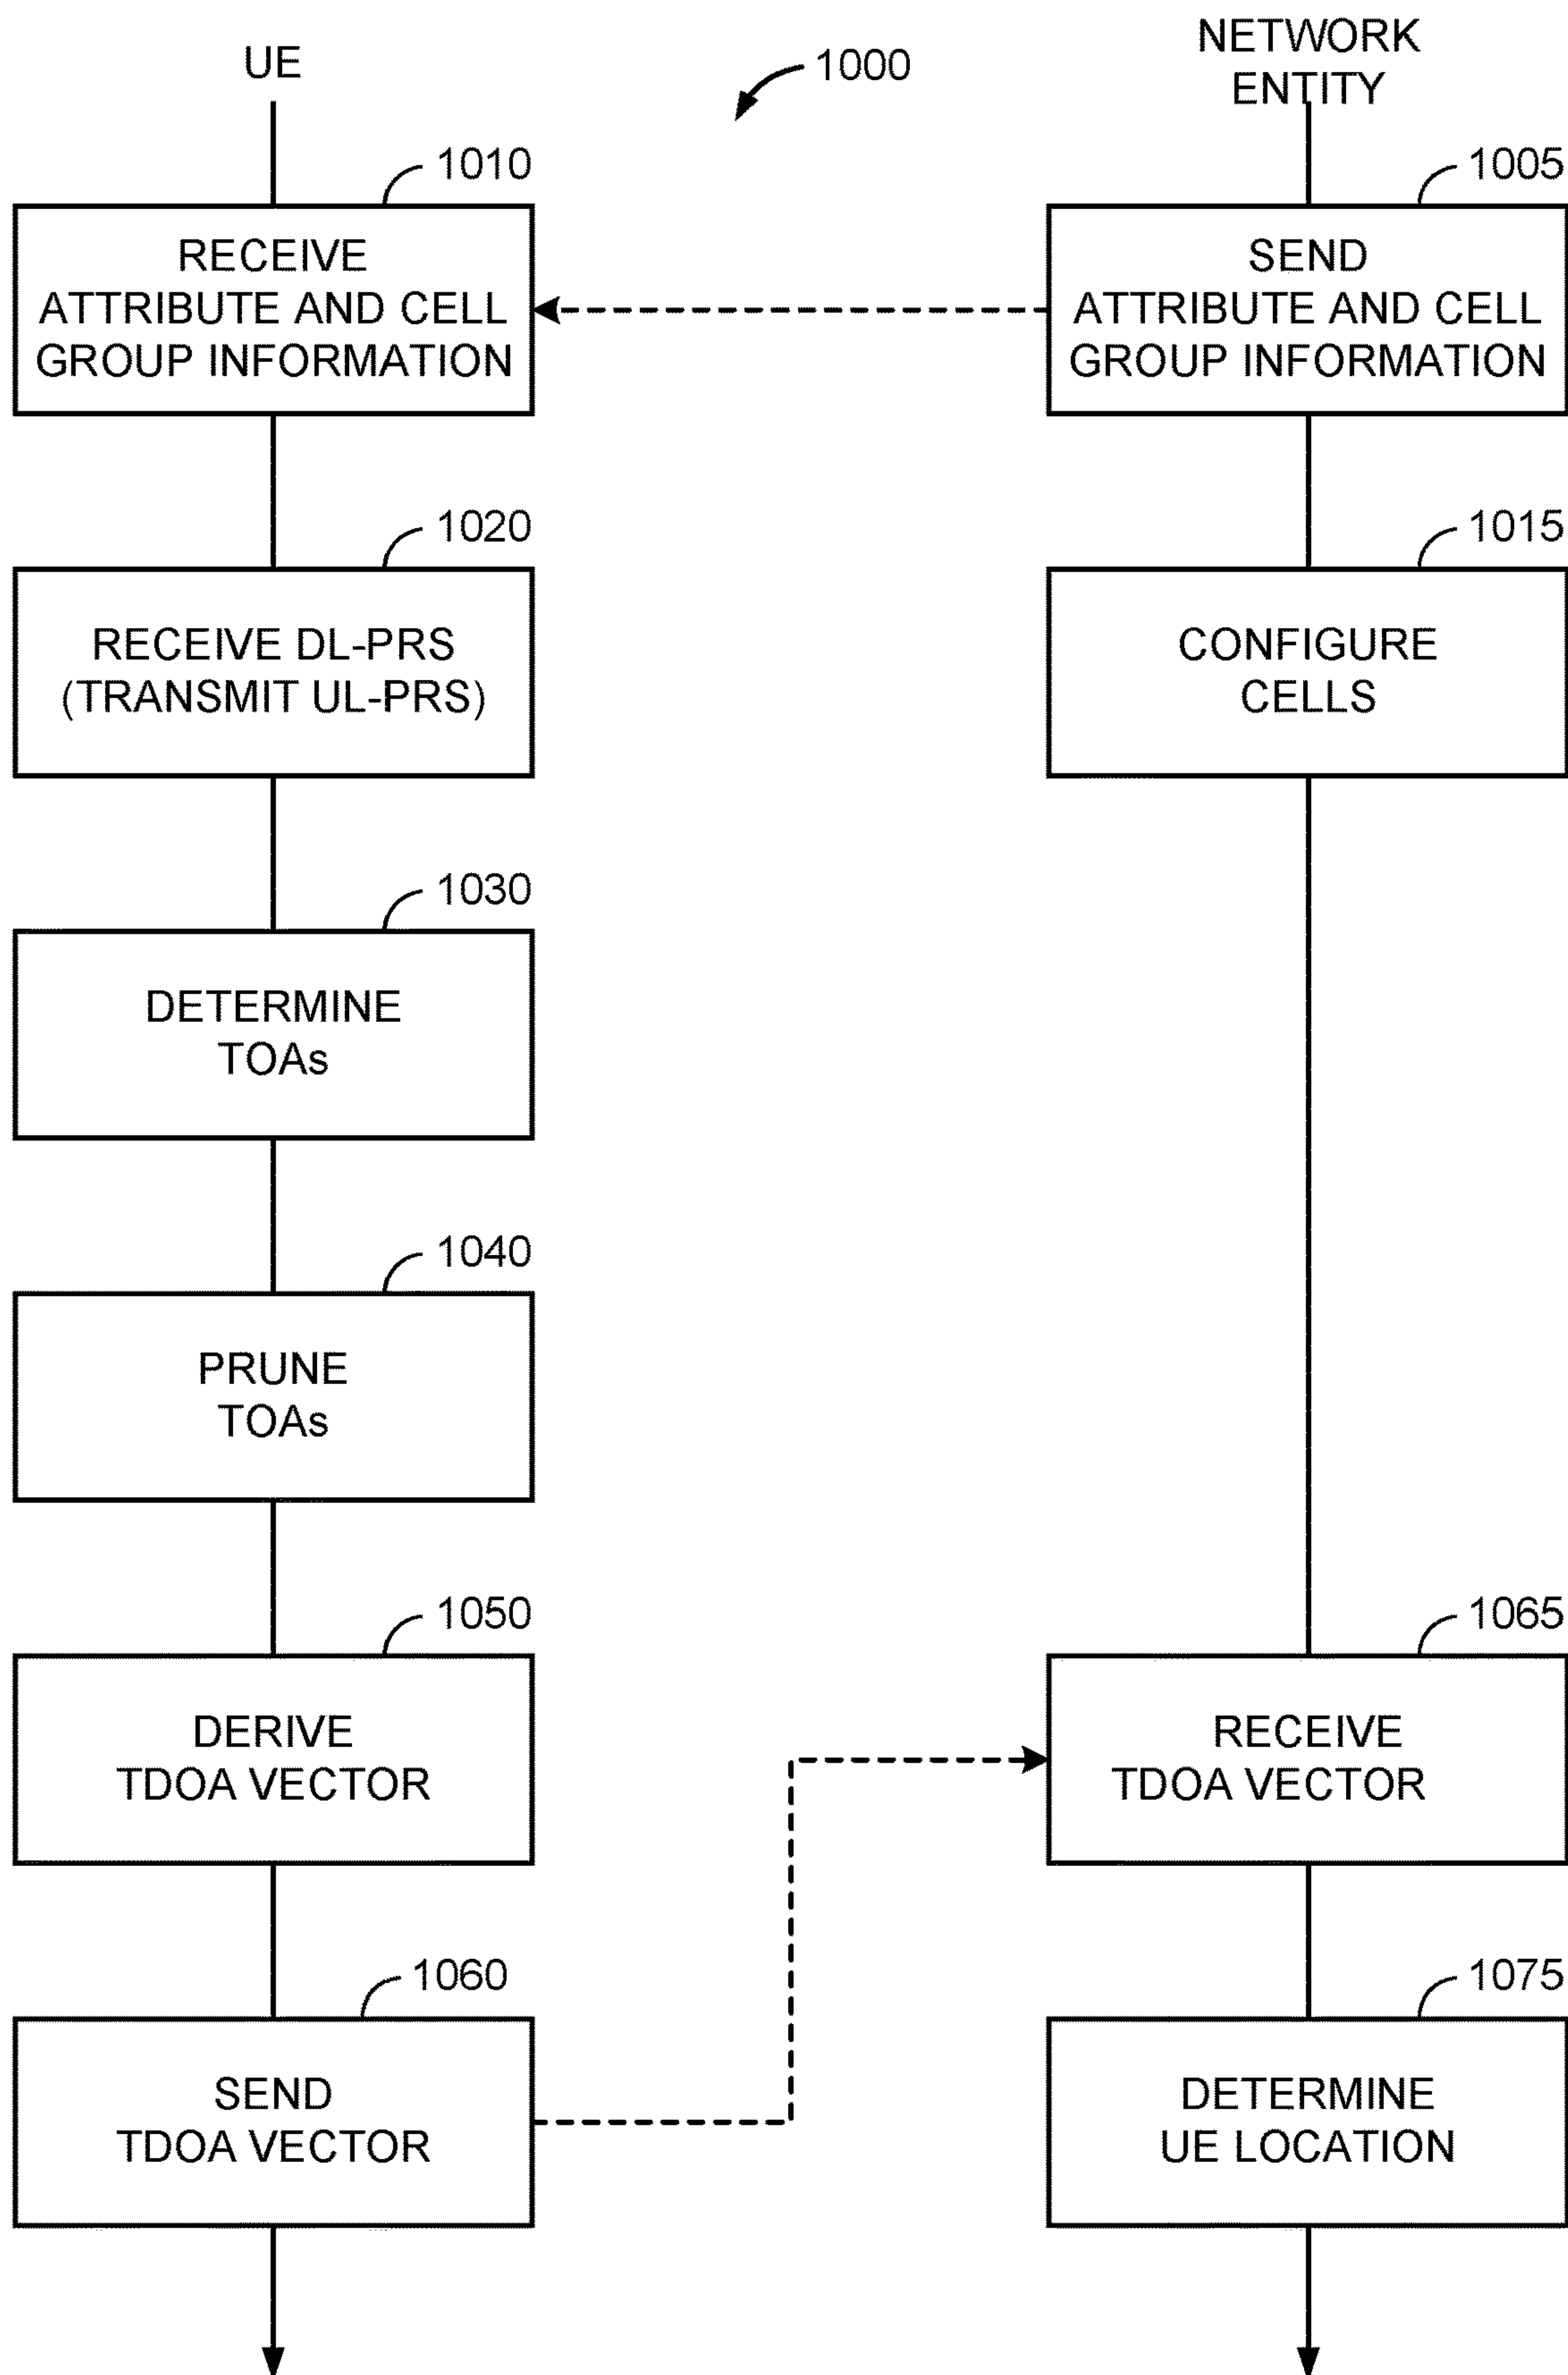 UE
1000
NETWORK
ENTITY
1010
RECEIVE
ATTRIBUTE AND CELL
GROUP INFORMATION
1005
SEND
ATTRIBUTE AND CELL
GROUP INFORMATION
1020
RECEIVE DL-PRS
(TRANSMIT UL-PRS)
1015
CONFIGURE
CELLS
1030
DETERMINE
TOAs
1040
PRUNE
TOAs
1050
DERIVE
TDOA VECTOR
1065
RECEIVE
TDOA VECTOR
1060
SEND
TDOA VECTOR
1075
DETERMINE
UE LOCATION